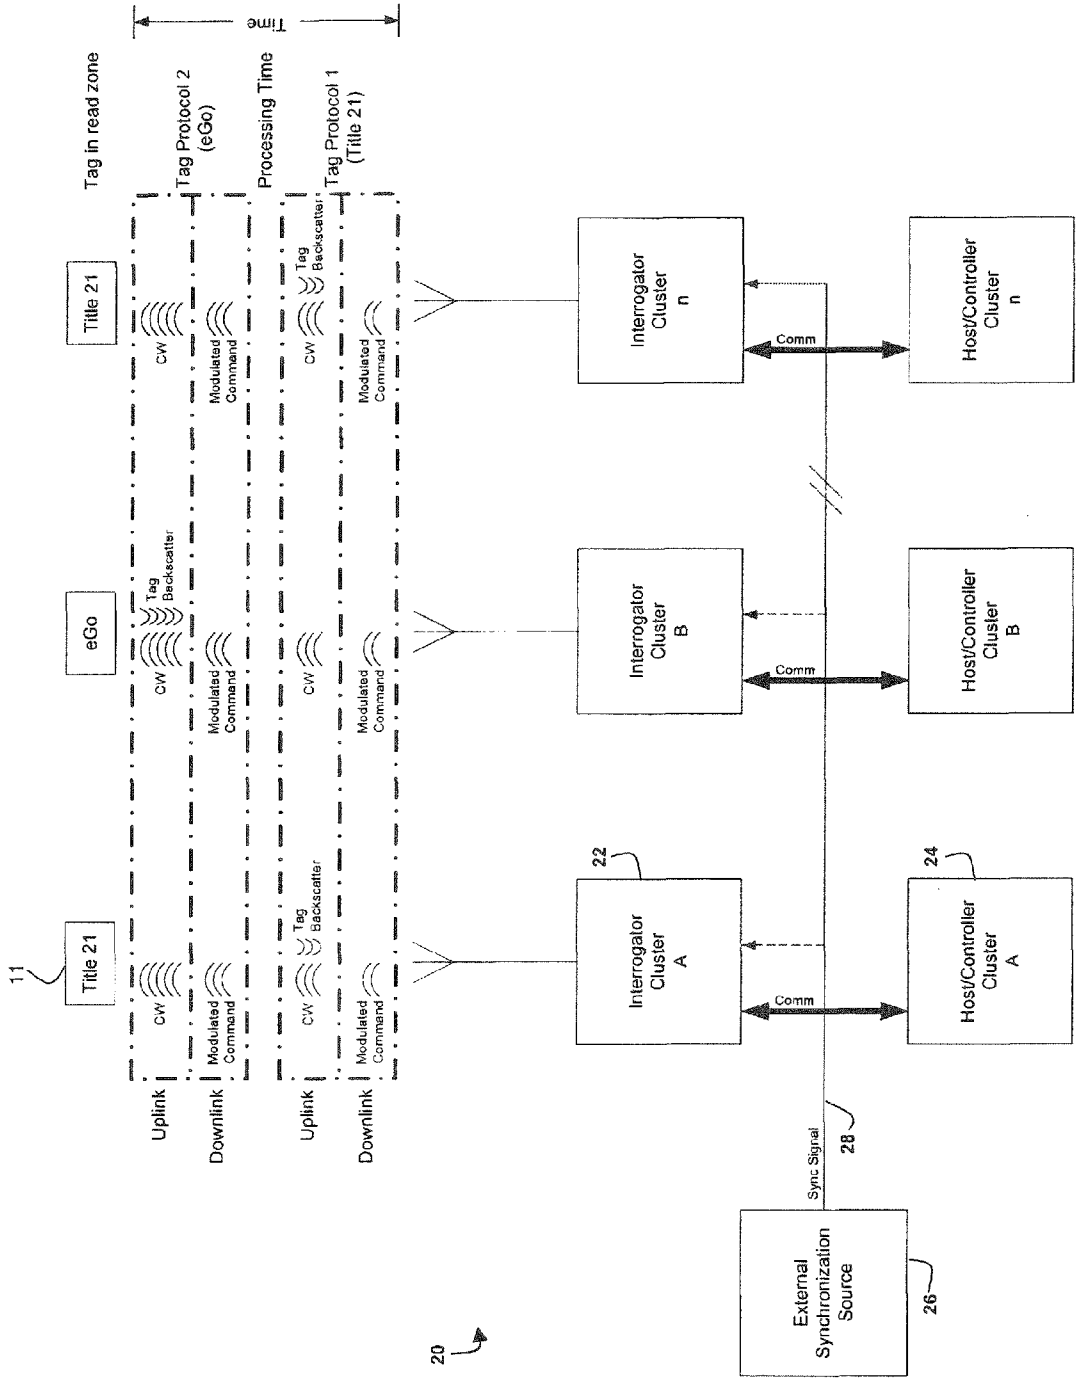 11
Title 21
eGo
Title 21
Tag in read zone
Uplink
CW
CW
Tag
Backscatter
CW
Tag Protocol 2
(eGo)
Downlink
Modulated
Command
Modulated
Command
Modulated
Command
Processing Time
Uplink
CW
Tag
Backscatter
CW
CW
Tag
Backscatter
Tag Protocol 1
(Title 21)
Downlink
Modulated
Command
Modulated
Command
Modulated
Command
Time
20
Interrogator
Cluster
A
22
Interrogator
Cluster
B
Interrogator
Cluster
n
Comm
Comm
Comm
External
Synchronization
Source
26
Sync Signal
28
Host/Controller
Cluster
A
24
Host/Controller
Cluster
B
Host/Controller
Cluster
n